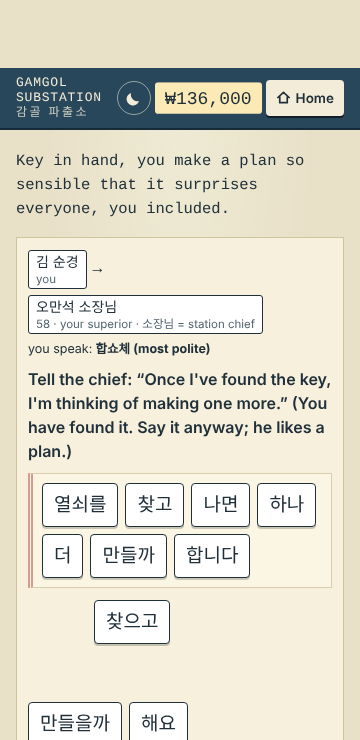 GAMGOL
SUBSTATION
감골 파출소
₩136,000
Home
Key in hand, you make a plan so
sensible that it surprises
everyone, you included.
김 순경
you
→
오만석 소장님
58 · your superior · 소장님 = station chief
you speak: 합쇼체 (most polite)
Tell the chief: “Once I've found the key,
I'm thinking of making one more.” (You
have found it. Say it anyway; he likes a
plan.)
열쇠를 찾고 나면 하나
더 만들까 합니다
찾으고
만들을까 해요